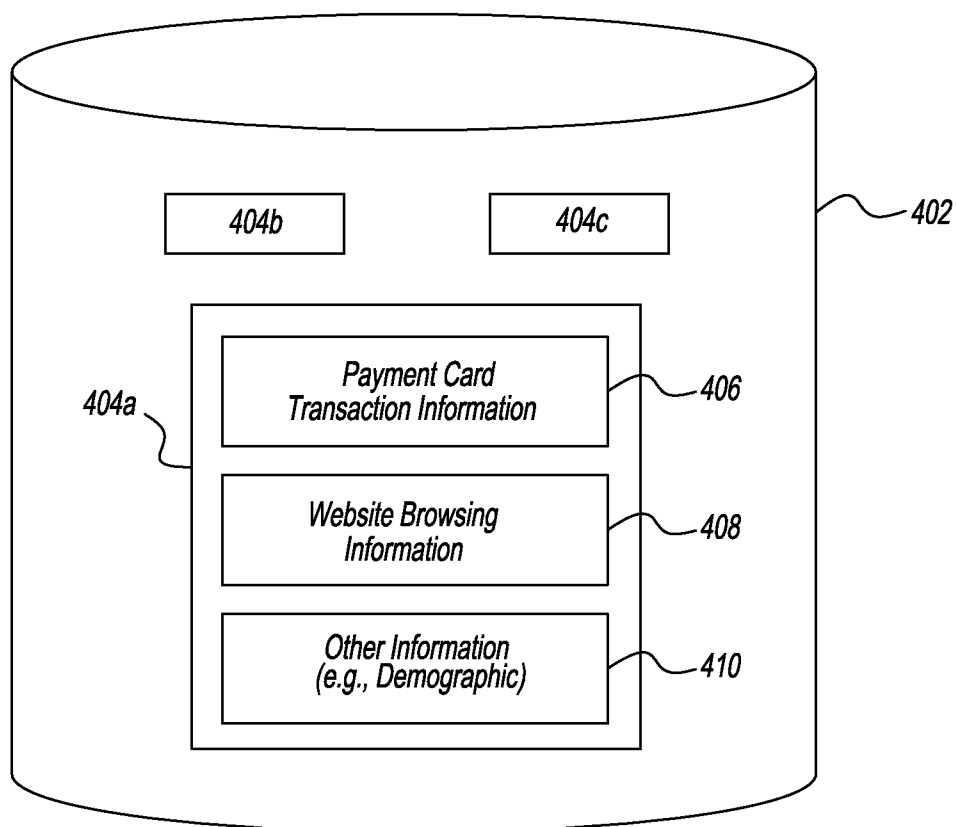 404b
404c
402
404a
Payment Card
Transaction Information
406
Website Browsing
Information
408
Other Information
(e.g., Demographic)
410